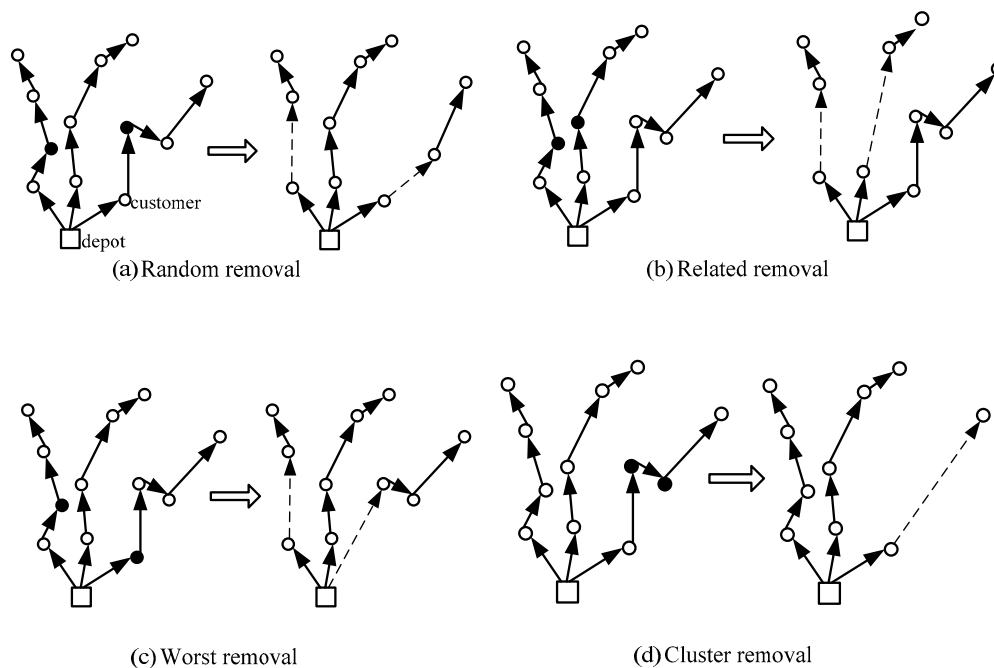 customer
depot
(a) Random removal
(b) Related removal
(c) Worst removal
(d) Cluster removal